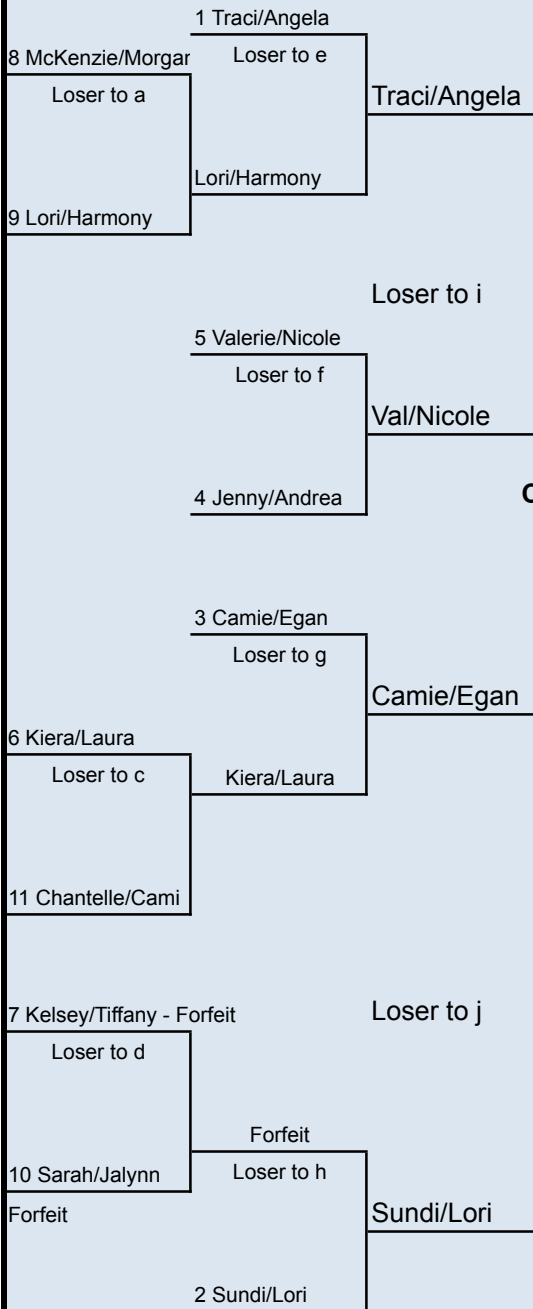 1 Traci/Angela
8 McKenzie/Morgan
Loser to e
Loser to a
Traci/Angela
Lori/Harmony
9 Lori/Harmony
Loser to i
5 Valerie/Nicole
Loser to f
Val/Nicole
4 Jenny/Andrea
3 Camie/Egan
Loser to g
Camie/Egan
6 Kiera/Laura
Loser to c
Kiera/Laura
11 Chantelle/Cami
7 Kelsey/Tiffany - Forfeit
Loser to j
Loser to d
Forfeit
10 Sarah/Jalynn
Loser to h
Forfeit
Sundi/Lori
2 Sundi/Lori